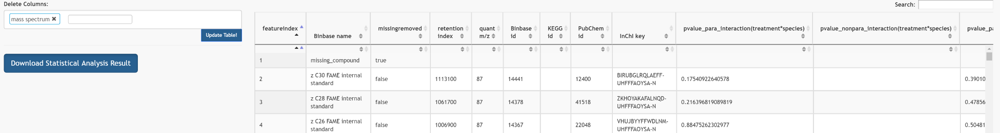 Delete Columns:
mass spectrum ✖
Update Table!
Download Statistical Analysis Result
Search:
featureindex Binbase name missingremoved retention index quant m/z Binbase id KEGG id PubChem id InChI key pvalue_para_interaction(treatment*species) pvalue_nonpara_interaction(treatment*species) pvalue_pa
1 missing_compound true
2 z C30 FAME internal standard false 1113100 87 14441 12400 BIRUBGLRQLAEFF-UHFFFAOYSA-N 0.17540922640578 0.39010
3 z C28 FAME internal standard false 1061700 87 14378 41518 ZKHOYAKAFALNQD-UHFFFAOYSA-N 0.216396819089819 0.47856
4 z C26 FAME internal standard false 1006900 87 14367 22048 VHUJBYYFFWDLNM-UHFFFAOYSA-N 0.88475262302977 0.50481